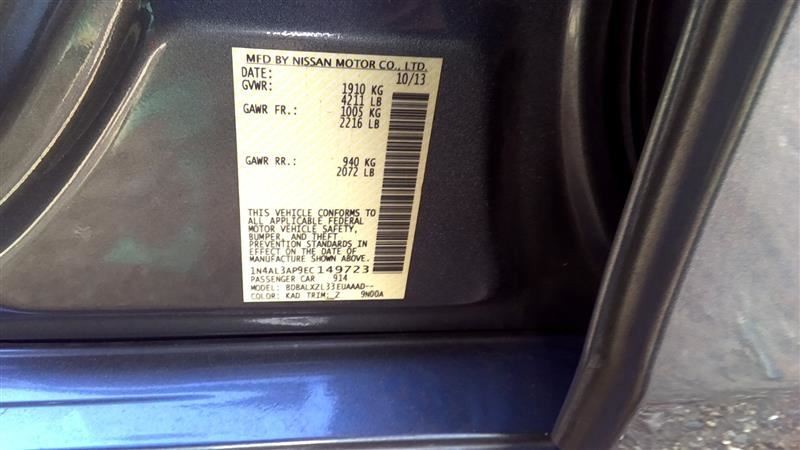 MFD BY NISSAN MOTOR CO., LTD.
DATE: 10/13
GVWR: 1910 KG
4211 LB
GAWR FR.: 1005 KG
2216 LB
GAWR RR.: 940 KG
2072 LB
THIS VEHICLE CONFORMS TO
ALL APPLICABLE FEDERAL
MOTOR VEHICLE SAFETY,
BUMPER, AND THEFT
PREVENTION STANDARDS IN
EFFECT ON THE DATE OF
MANUFACTURE SHOWN ABOVE.
1N4AL3AP9EC149723
PASSENGER CAR 914
MODEL: BDBALXZL33EUAAAD--
COLOR: KAD TRIM: Z 9N00A